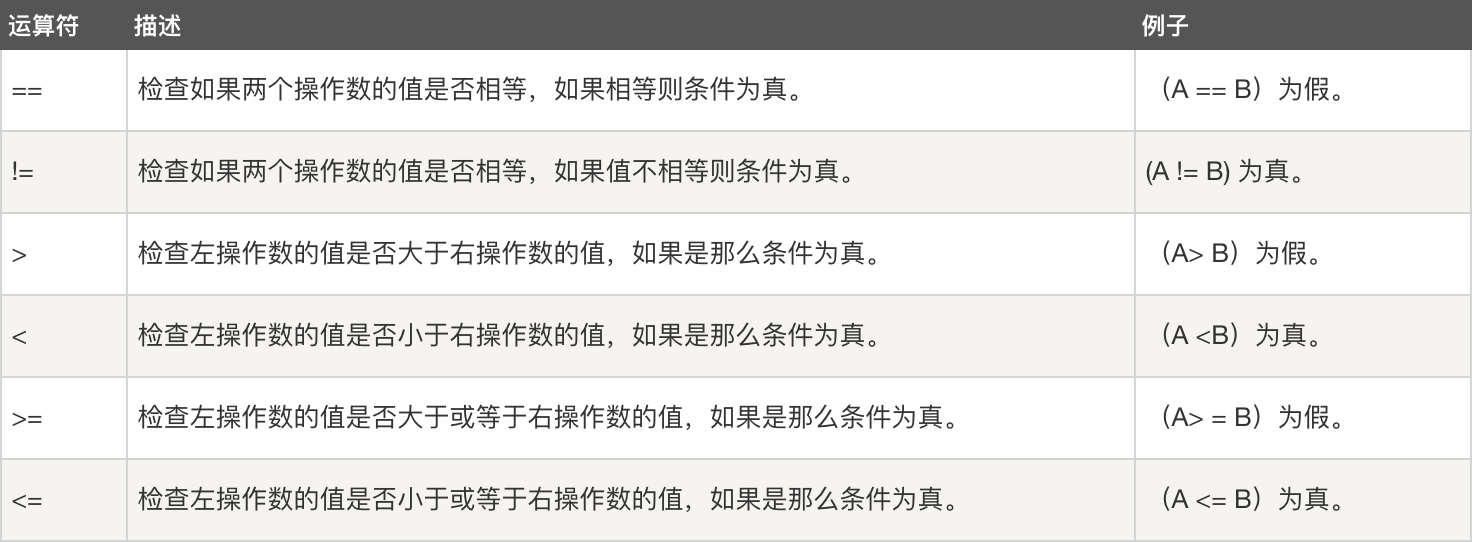 运算符 描述 例子
== 检查如果两个操作数的值是否相等，如果相等则条件为真。 （A == B）为假。
!= 检查如果两个操作数的值是否相等，如果值不相等则条件为真。 (A != B) 为真。
> 检查左操作数的值是否大于右操作数的值，如果是那么条件为真。 （A> B）为假。
< 检查左操作数的值是否小于右操作数的值，如果是那么条件为真。 （A <B）为真。
>= 检查左操作数的值是否大于或等于右操作数的值，如果是那么条件为真。 （A> = B）为假。
<= 检查左操作数的值是否小于或等于右操作数的值，如果是那么条件为真。 （A <= B）为真。